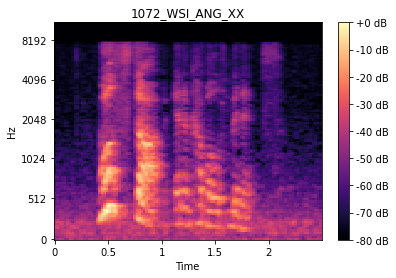 1072_WSI_ANG_XX
+0 dB
8192
-10 dB
4096
-20 dB
-30 dB
2048
Hz
-40 dB
1024
-50 dB
512
-60 dB
-70 dB
0
-80 dB
0
0.5
1
1.5
2
Time